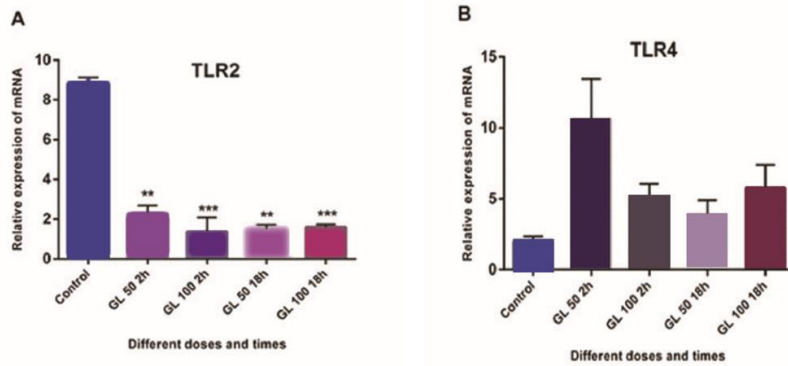 A
TLR2
Relative expression of mRNA
10
8
6
4
2
0
**
***
**
***
Control
GL 50 2h
GL 100 2h
GL 50 18h
GL 100 18h
Different doses and times
B
TLR4
Relative expression of mRNA
15
10
5
0
Control
GL 50 2h
GL 100 2h
GL 50 18h
GL 100 18h
Different doses and times